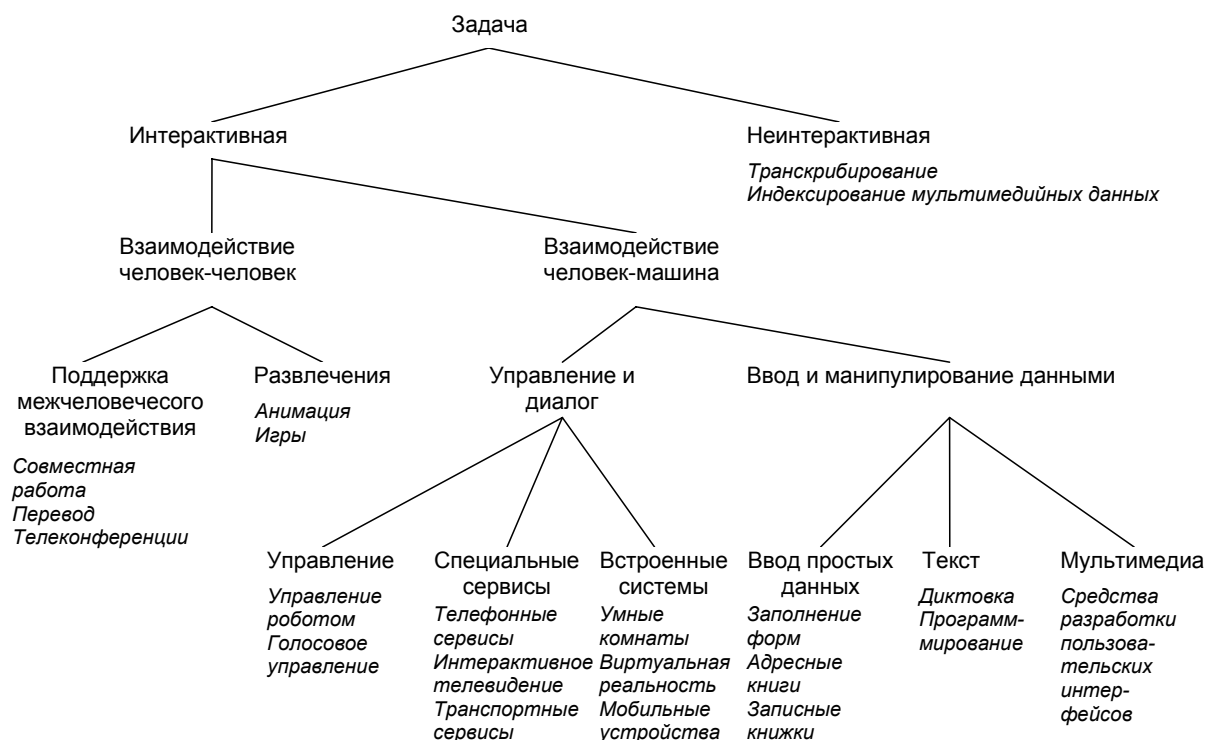 Задача
Интерактивная
Неинтерактивная
Транскрибирование
Индексирование мультимедийных данных
Взаимодействие
человек-человек
Взаимодействие
человек-машина
Поддержка
межчеловечесого
взаимодействия
Совместная
работа
Перевод
Телеконференции
Развлечения
Анимация
Игры
Управление и
диалог
Ввод и манипулирование данными
Управление
Управление
роботом
Голосовое
управление
Специальные
сервисы
Телефонные
сервисы
Интерактивное
телевидение
Транспортные
сервисы
Встроенные
системы
Умные
комнаты
Виртуальная
реальность
Мобильные
устройства
Ввод простых
данных
Заполнение
форм
Адресные
книги
Записные
книжки
Текст
Диктовка
Программ-
мирование
Мультимедиа
Средства
разработки
пользова-
тельских
интер-
фейсов